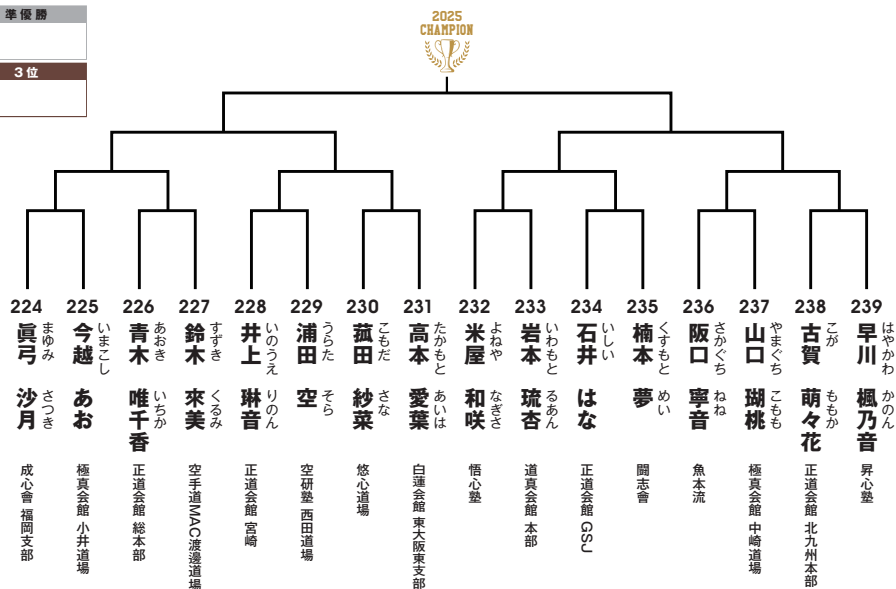 準優勝
3位
2025
CHAMPION
224
眞弓 沙月
まゆみ さつき
成心會 福岡支部
225
今越 あお
いまこし
極真会館 小井道場
226
青木 唯千香
あおき いちか
正道会館 総本部
227
鈴木 來美
すずき くるみ
空手道MAC渡邊道場
228
井上 琳音
いのうえ りのん
正道会館 宮崎
229
浦田 空
うらた そら
空研塾 西田道場
230
菰田 紗菜
こもだ さな
悠心道場
231
高本 愛葉
たかもと あいは
白蓮会館 東大阪東支部
232
米屋 和咲
よねや なぎさ
悟心塾
233
岩本 琉杏
いわもと るあん
道真会館 本部
234
石井 はな
いしい
正道会館 GSJ
235
楠本 夢
くすもと めい
闘志會
236
阪口 寧音
さかぐち ねね
魚本流
237
山口 瑚桃
やまぐち こもも
極真会館 中崎道場
238
古賀 萌々花
こが ももか
正道会館 北九州本部
239
早川 楓乃音
はやかわ かのん
昇心塾